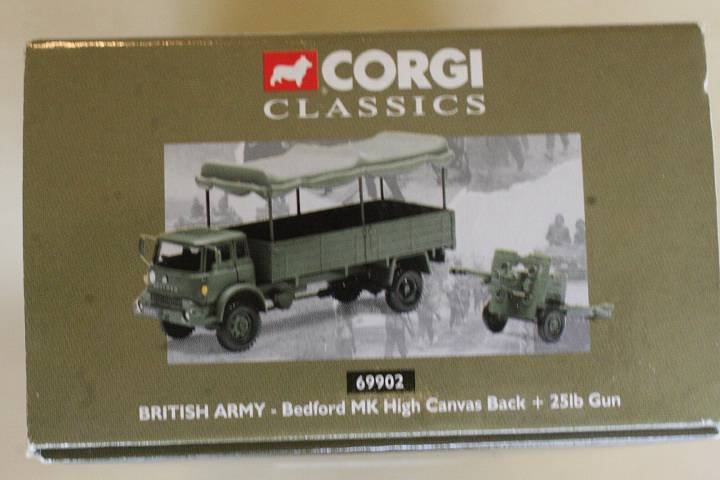 CORGI
CLASSICS
69902
BRITISH ARMY - Bedford MK High Canvas Back + 25lb Gun